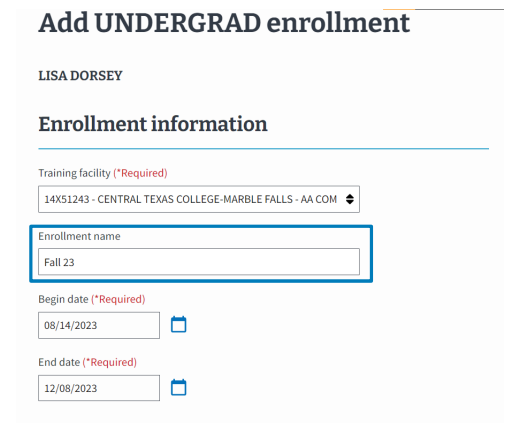 Add UNDERGRAD enrollment
LISA DORSEY
Enrollment information
Training facility (*Required)
14X51243 - CENTRAL TEXAS COLLEGE-MARBLE FALLS - AA COM
Enrollment name
Fall 23
Begin date (*Required)
08/14/2023
End date (*Required)
12/08/2023